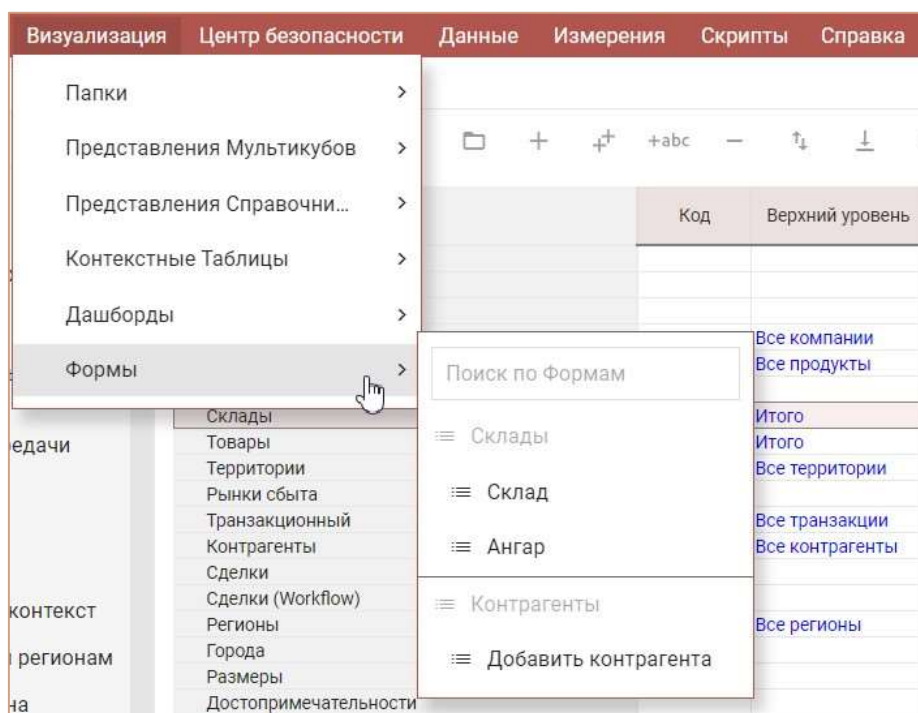 Визуализация Центр безопасности Данные Измерения Скрипты Справка
Папки
Представления Мультикубов
Представления Справочни...
Контекстные Таблицы
Дашборды
Формы
+abc
Код Верхний уровень
Все компании
Все продукты
Поиск по Формам
Склады
Склад
Ангар
Контрагенты
Добавить контрагента
Склады Итого
Товары Итого
Территории Все территории
Рынки сбыта
Транзакционный Все транзакции
Контрагенты Все контрагенты
Сделки
Сделки (Workflow)
Регионы Все регионы
Города
Размеры
Достопримечательности
едачи
контекст
регионам
на